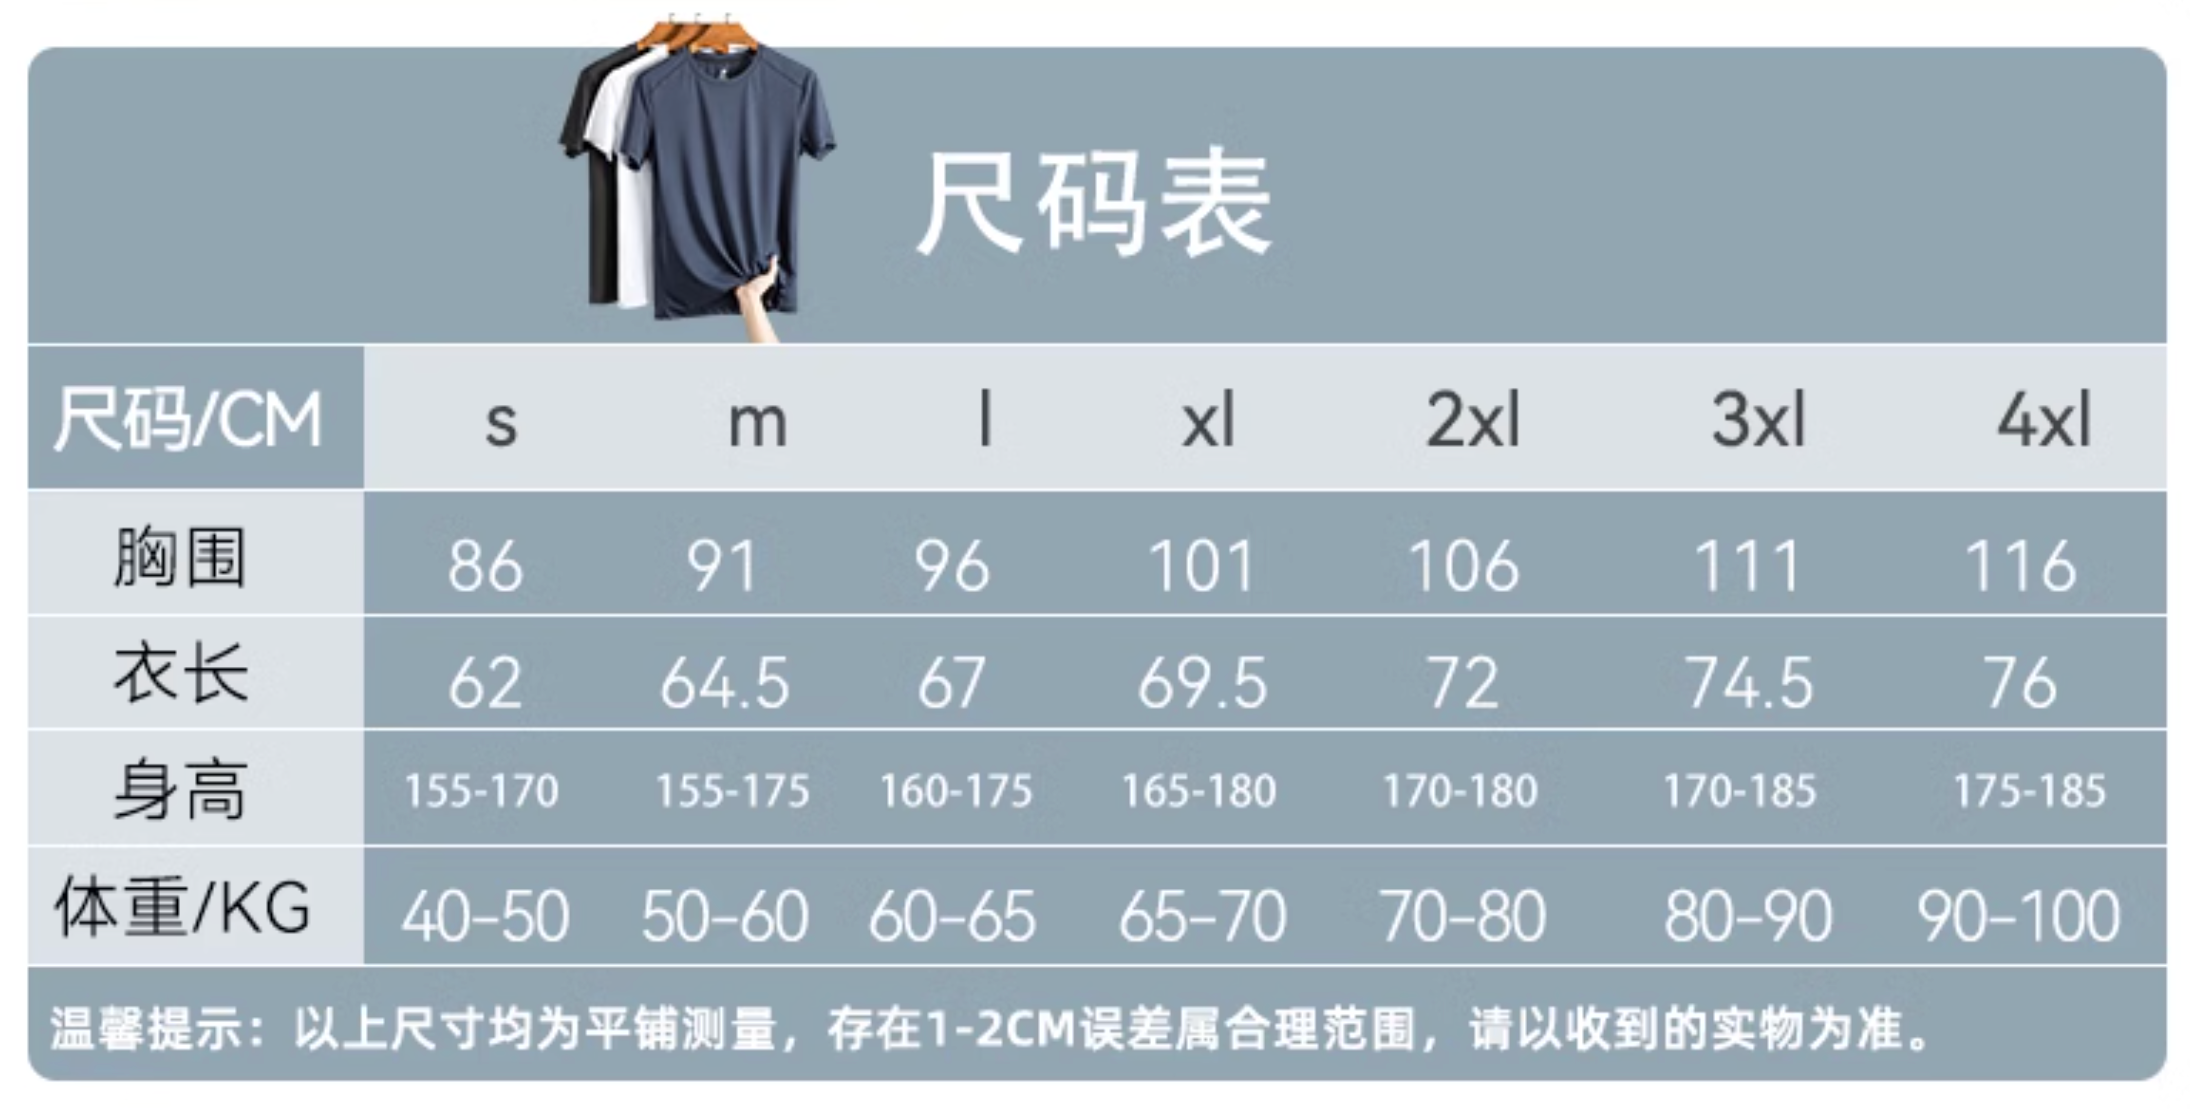 尺码表
尺码/CM s m l xl 2xl 3xl 4xl
胸围 86 91 96 101 106 111 116
衣长 62 64.5 67 69.5 72 74.5 76
身高 155-170 155-175 160-175 165-180 170-180 170-185 175-185
体重/KG 40-50 50-60 60-65 65-70 70-80 80-90 90-100
温馨提示：以上尺寸均为平铺测量，存在1-2CM误差属合理范围，请以收到的实物为准。